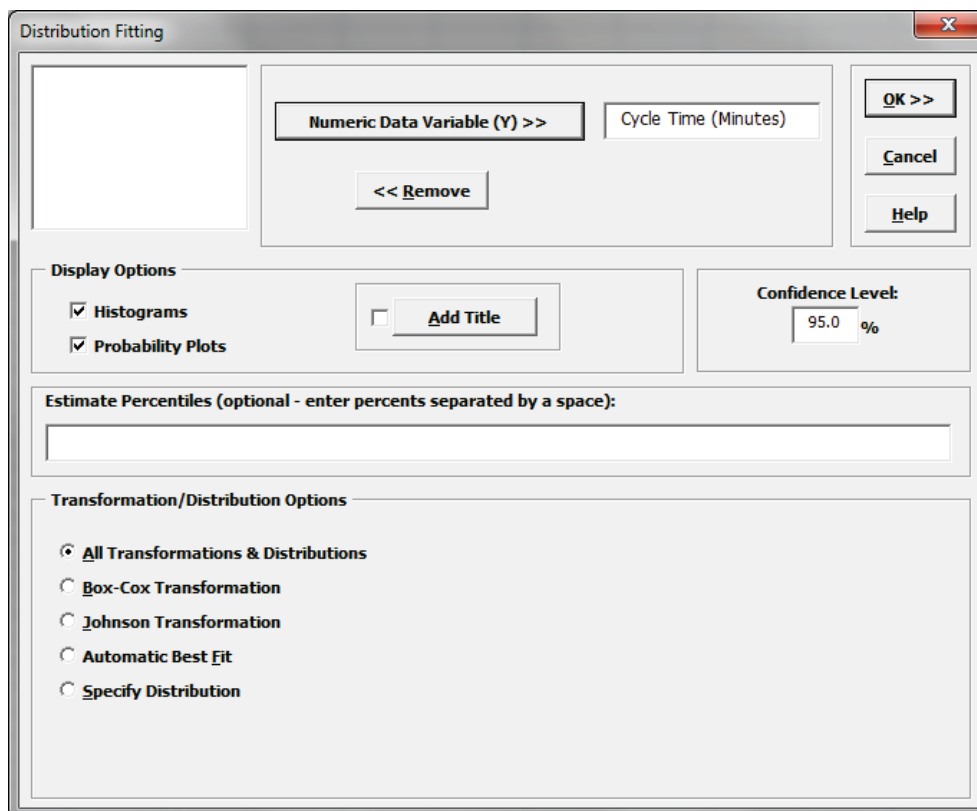 Distribution Fitting
Numeric Data Variable (Y) >>
Cycle Time (Minutes)
<< Remove
OK >>
Cancel
Help
Display Options
Histograms
Probability Plots
Add Title
Confidence Level:
95.0 %
Estimate Percentiles (optional - enter percents separated by a space):
Transformation/Distribution Options
All Transformations & Distributions
Box-Cox Transformation
Johnson Transformation
Automatic Best Fit
Specify Distribution